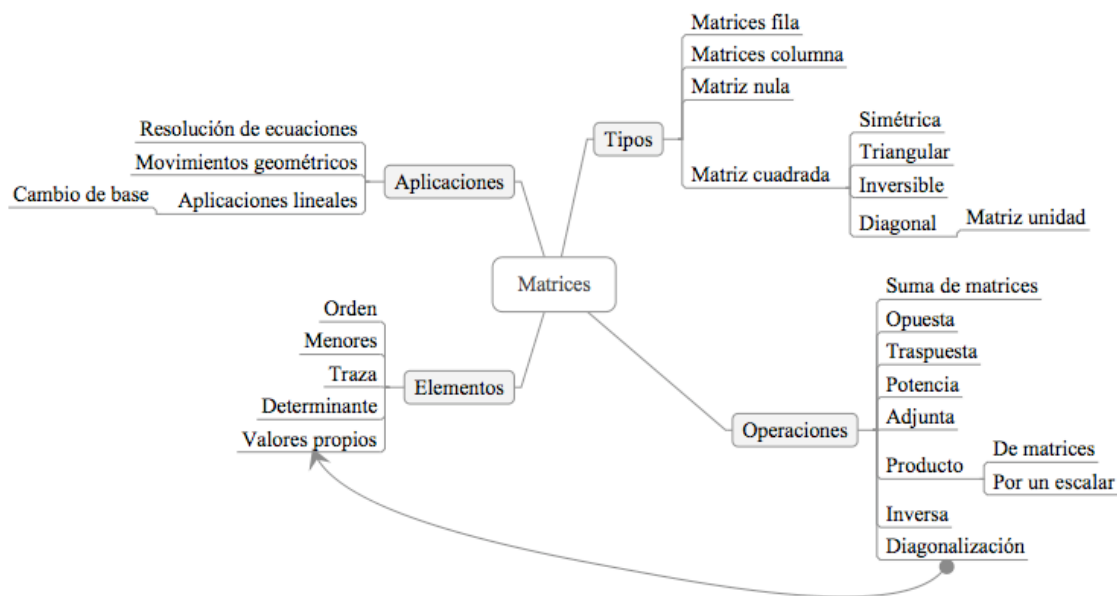 Matrices
Tipos
Matrices fila
Matrices columna
Matriz nula
Matriz cuadrada
Simétrica
Triangular
Inversible
Diagonal
Matriz unidad
Aplicaciones
Resolución de ecuaciones
Movimientos geométricos
Aplicaciones lineales
Cambio de base
Elementos
Orden
Menores
Traza
Determinante
Valores propios
Operaciones
Suma de matrices
Opuesta
Traspuesta
Potencia
Adjunta
Producto
De matrices
Por un escalar
Inversa
Diagonalización